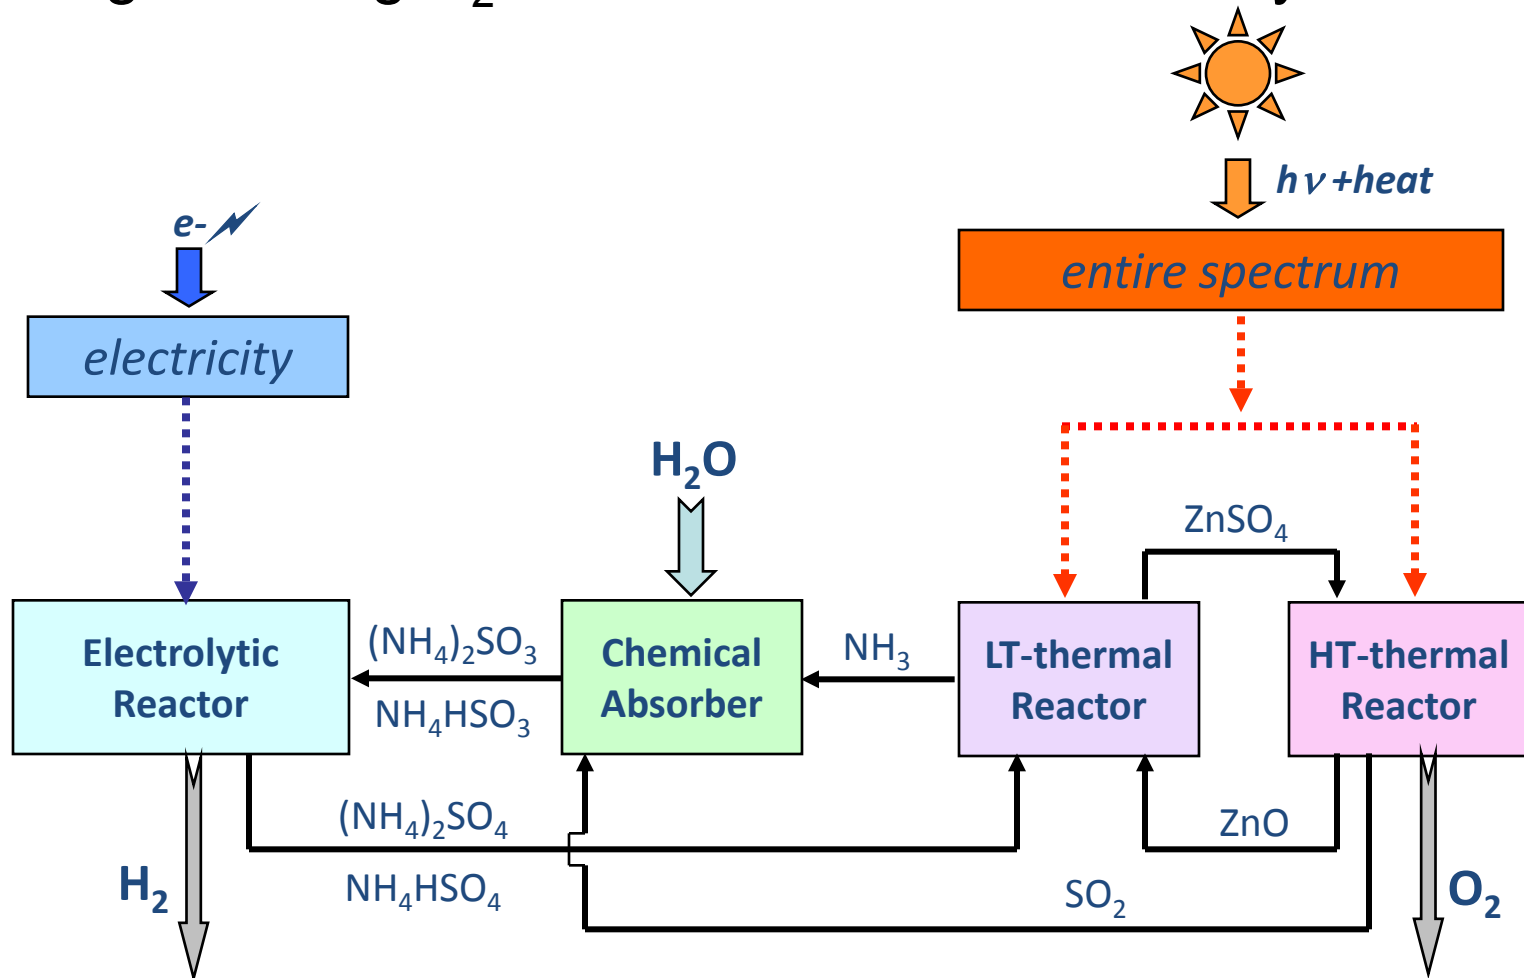 hν+heat
e-
entire spectrum
electricity
H₂O
ZnSO₄
Electrolytic
Reactor
(NH₄)₂SO₃
NH₄HSO₃
Chemical
Absorber
NH₃
LT-thermal
Reactor
HT-thermal
Reactor
(NH₄)₂SO₄
NH₄HSO₄
ZnO
H₂
SO₂
O₂